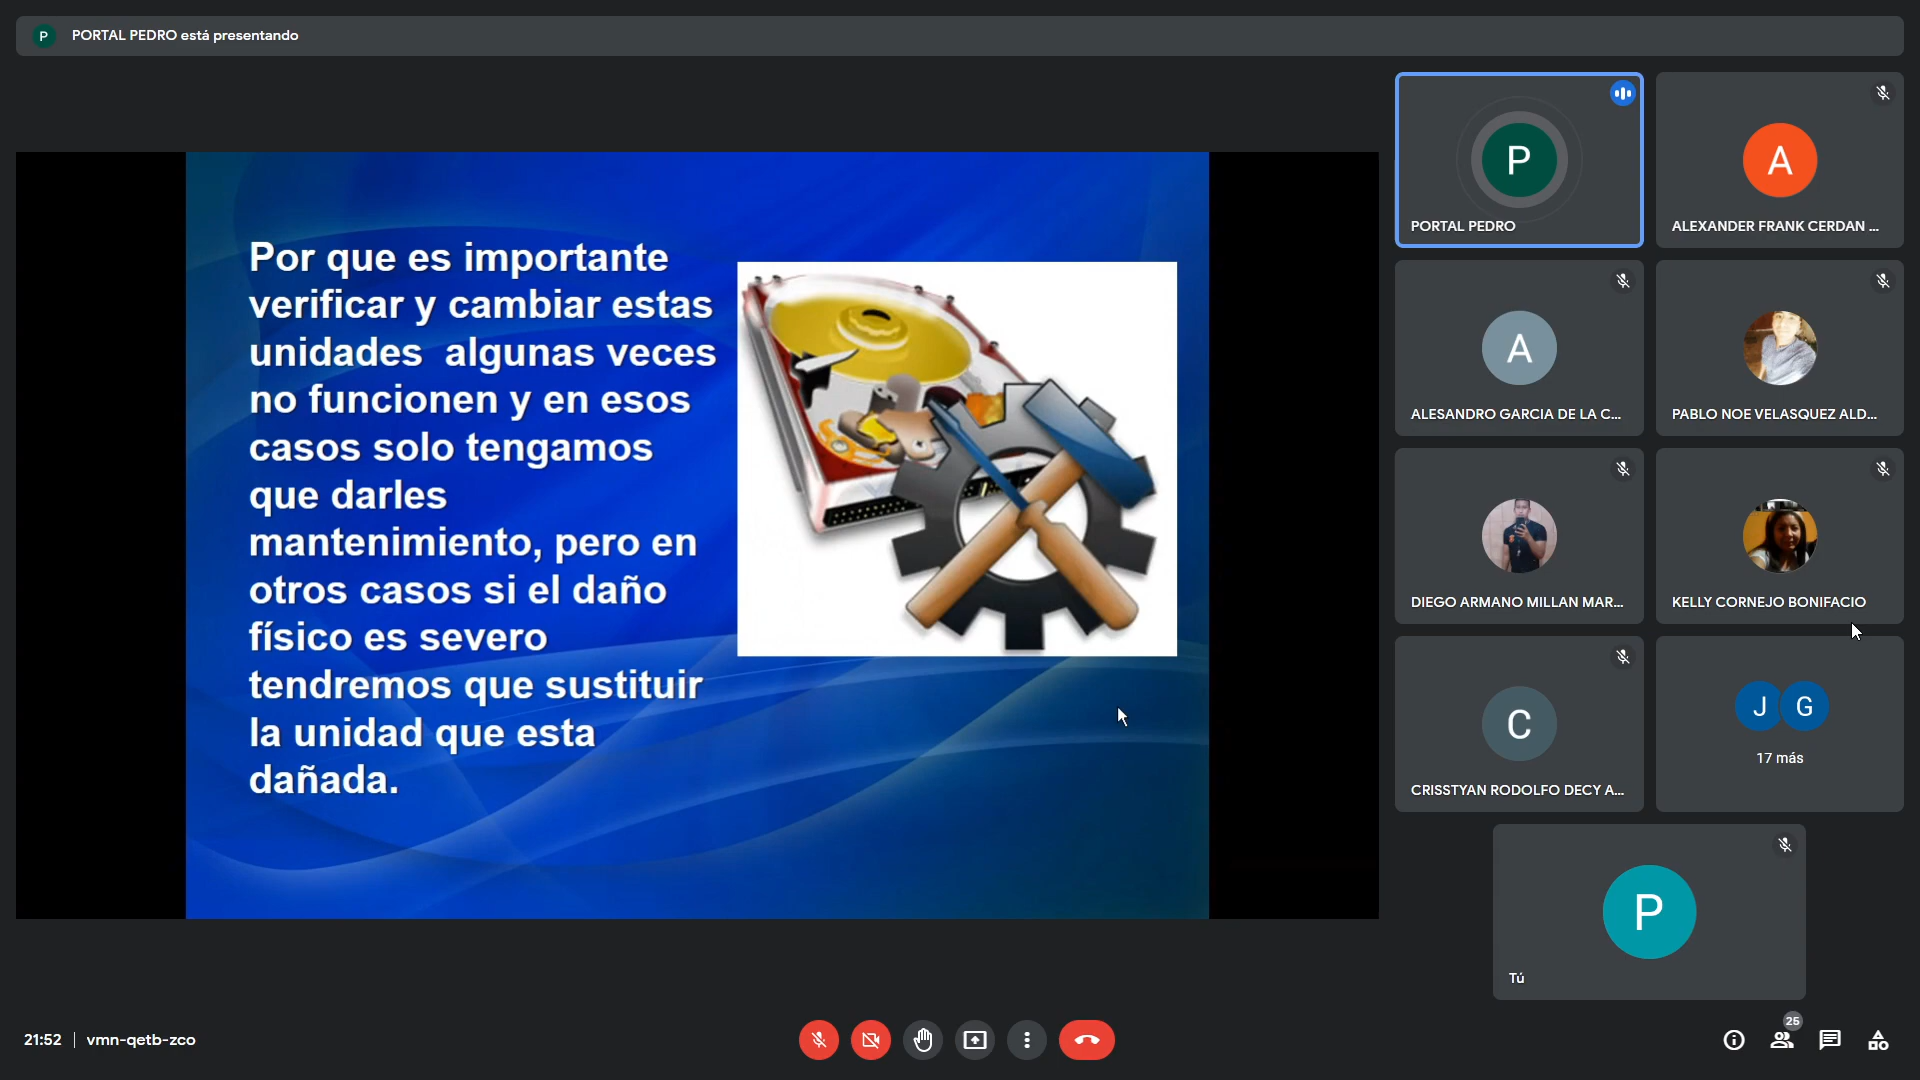 P PORTAL PEDRO está presentando
Por que es importante
verificar y cambiar estas
unidades algunas veces
no funcionen y en esos
casos solo tengamos
que darles
mantenimiento, pero en
otros casos si el daño
físico es severo
tendremos que sustituir
la unidad que esta
dañada.
P
PORTAL PEDRO
A
ALEXANDER FRANK CERDAN ...
A
ALESANDRO GARCIA DE LA C...
PABLO NOE VELASQUEZ ALD...
DIEGO ARMANO MILLAN MAR...
KELLY CORNEJO BONIFACIO
C
CRISSTYAN RODOLFO DECY A...
J G
17 más
P
Tú
21:52 | vmn-qetb-zco
25